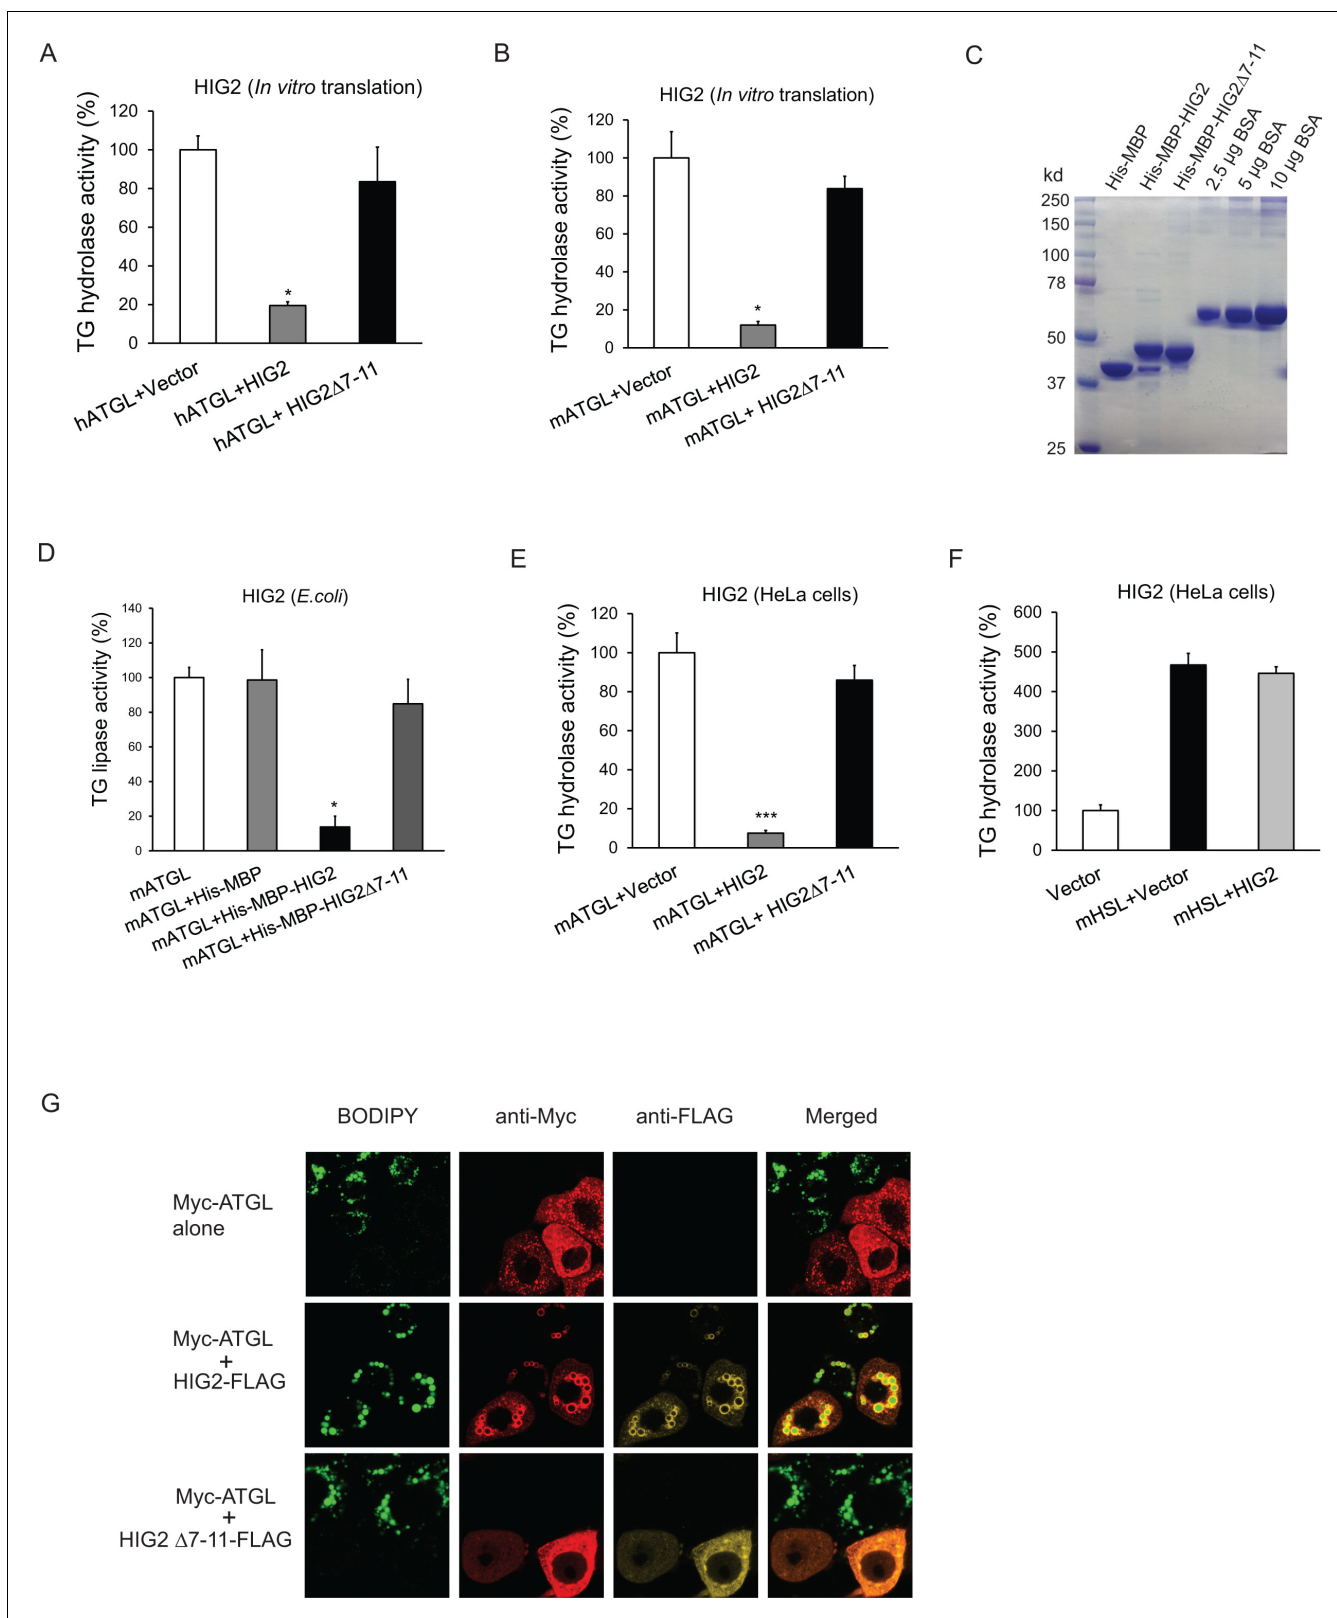 A
HIG2 (In vitro translation)
TG hydrolase activity (%)
120
100
80
60
40
20
0
*
hATGL+Vector
hATGL+HIG2
hATGL+ HIG2Δ7-11
B
HIG2 (In vitro translation)
TG hydrolase activity (%)
120
100
80
60
40
20
0
*
mATGL+Vector
mATGL+HIG2
mATGL+ HIG2Δ7-11
C
kd
His-MBP
His-MBP-HIG2
His-MBP-HIG2Δ7-11
2.5 µg BSA
5 µg BSA
10 µg BSA
250
150
100
78
50
37
25
D
HIG2 (E.coli)
TG lipase activity (%)
140
120
100
80
60
40
20
0
*
mATGL
mATGL+His-MBP
mATGL+His-MBP-HIG2
mATGL+His-MBP-HIG2Δ7-11
E
HIG2 (HeLa cells)
TG hydrolase activity (%)
120
100
80
60
40
20
0
***
mATGL+Vector
mATGL+HIG2
mATGL+ HIG2Δ7-11
F
HIG2 (HeLa cells)
TG hydrolase activity (%)
600
500
400
300
200
100
0
Vector
mHSL+Vector
mHSL+HIG2
G
BODIPY anti-Myc anti-FLAG Merged
Myc-ATGL
alone
Myc-ATGL
+
HIG2-FLAG
Myc-ATGL
+
HIG2 Δ7-11-FLAG